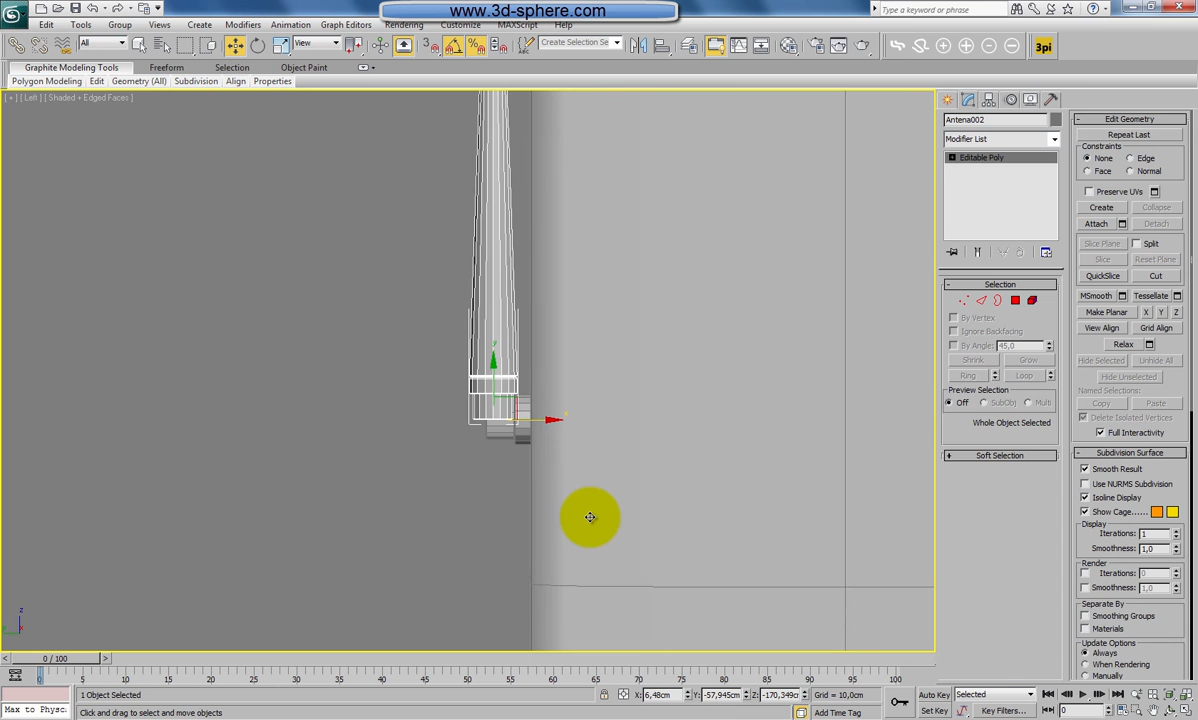 www.3d-sphere.com
Type a keyword or phrase
Edit Tools Group Views Create Modifiers Animation Graph Editors Rendering Customize MAXScript Help
All View Create Selection Se 3pi
Graphite Modeling Tools Freeform Selection Object Paint
Polygon Modeling Edit Geometry (All) Subdivision Align Properties
[ + ] [ Left ] [ Shaded + Edged Faces ]
Antena002
Modifier List
Editable Poly
Selection
By Vertex
Ignore Backfacing
By Angle: 45,0
Shrink Grow
Ring Loop
Preview Selection
Off SubObj Multi
Whole Object Selected
Soft Selection
Edit Geometry
Repeat Last
Constraints
None Edge
Face Normal
Preserve UVs
Create Collapse
Attach Detach
Slice Plane Split
Slice Reset Plane
QuickSlice Cut
MSmooth Tessellate
Make Planar X Y Z
View Align Grid Align
Relax
Hide Selected Unhide All
Hide Unselected
Named Selections:
Copy Paste
Delete Isolated Vertices
Full Interactivity
Subdivision Surface
Smooth Result
Use NURMS Subdivision
Isoline Display
Show Cage......
Display
Iterations: 1
Smoothness: 1,0
Render
Iterations: 0
Smoothness: 1,0
Separate By
Smoothing Groups
Materials
Update Options
Always
When Rendering
Manually
0 / 100
0 5 10 15 20 25 30 35 40 45 50 55 60 65 70 75 80 85 90 95 100
1 Object Selected X: 6,48cm Y: -57,945cm Z: -170,349cm Grid = 10,0cm Auto Key Selected
Max to Physc Click and drag to select and move objects Add Time Tag Set Key Key Filters... 0